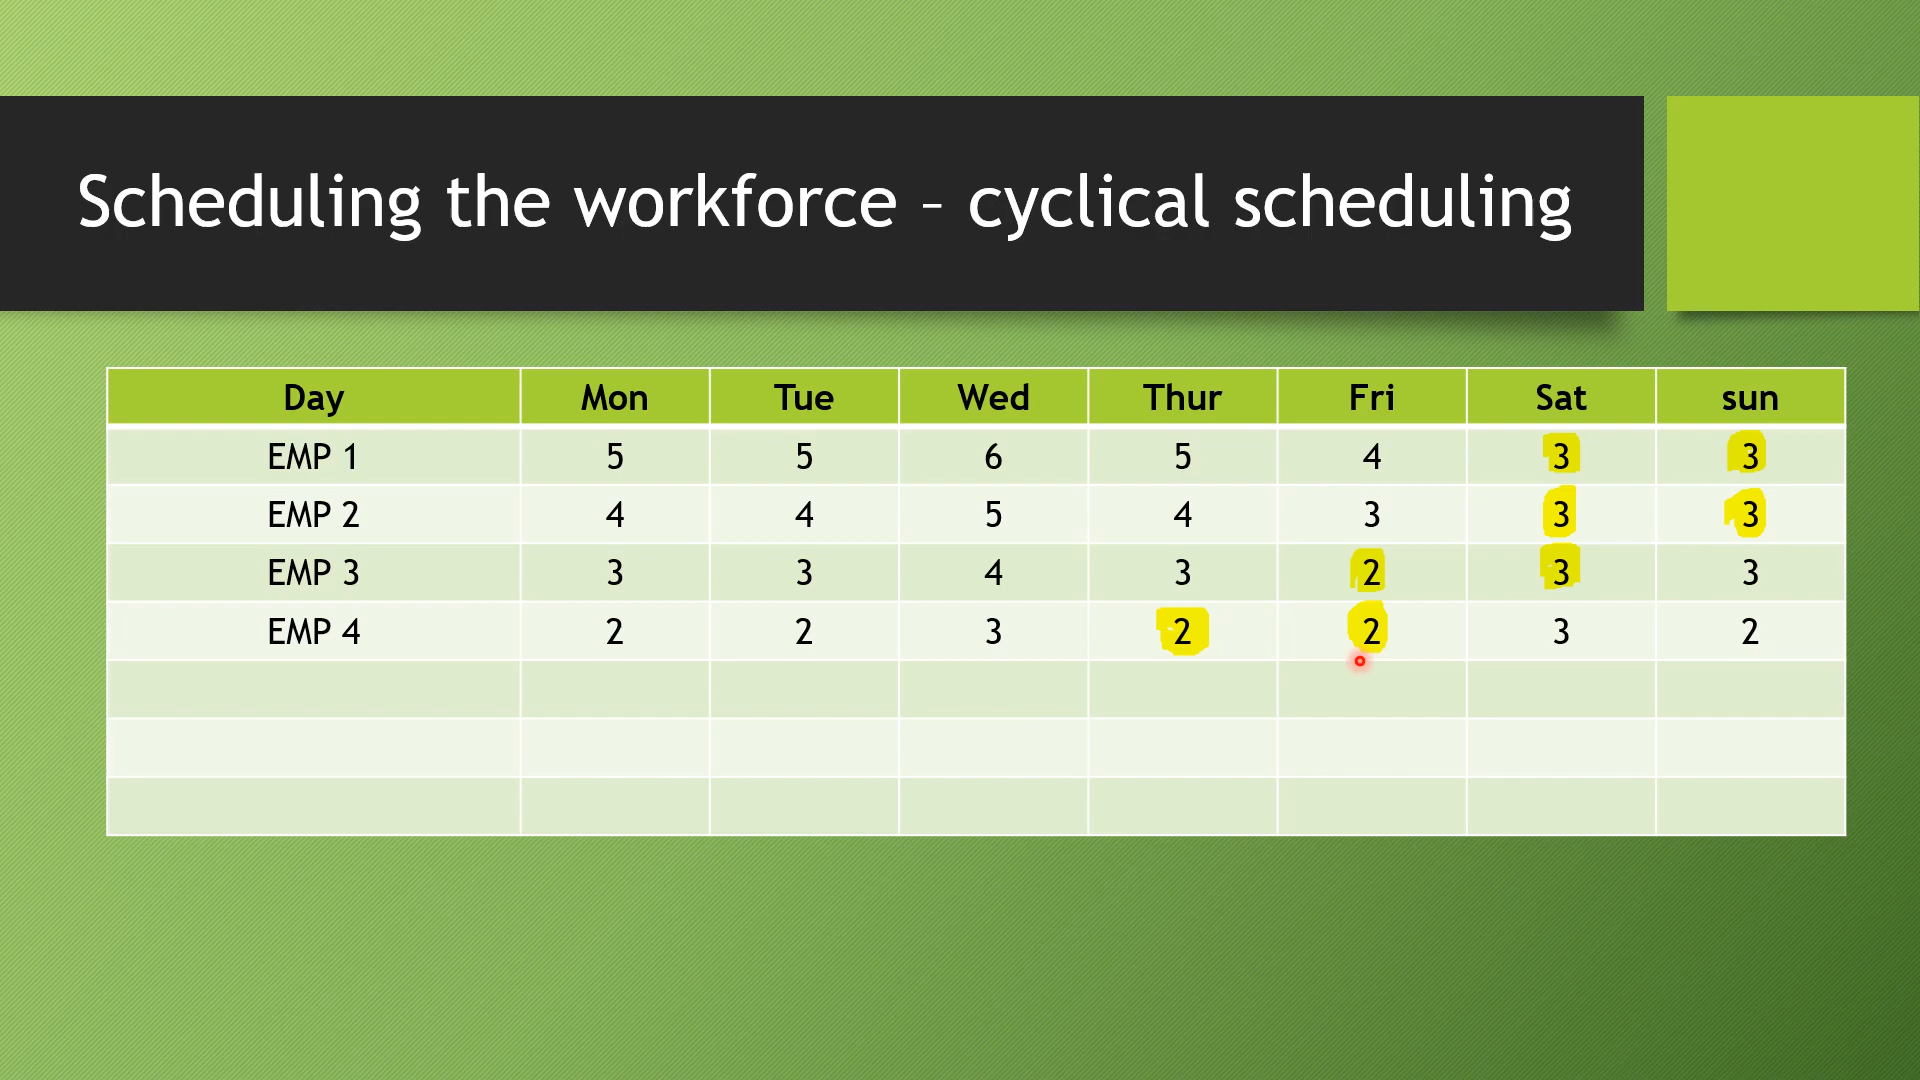 Scheduling the workforce – cyclical scheduling
Day Mon Tue Wed Thur Fri Sat sun
EMP 1 5 5 6 5 4 3 3
EMP 2 4 4 5 4 3 3 3
EMP 3 3 3 4 3 2 3 3
EMP 4 2 2 3 2 2 3 2